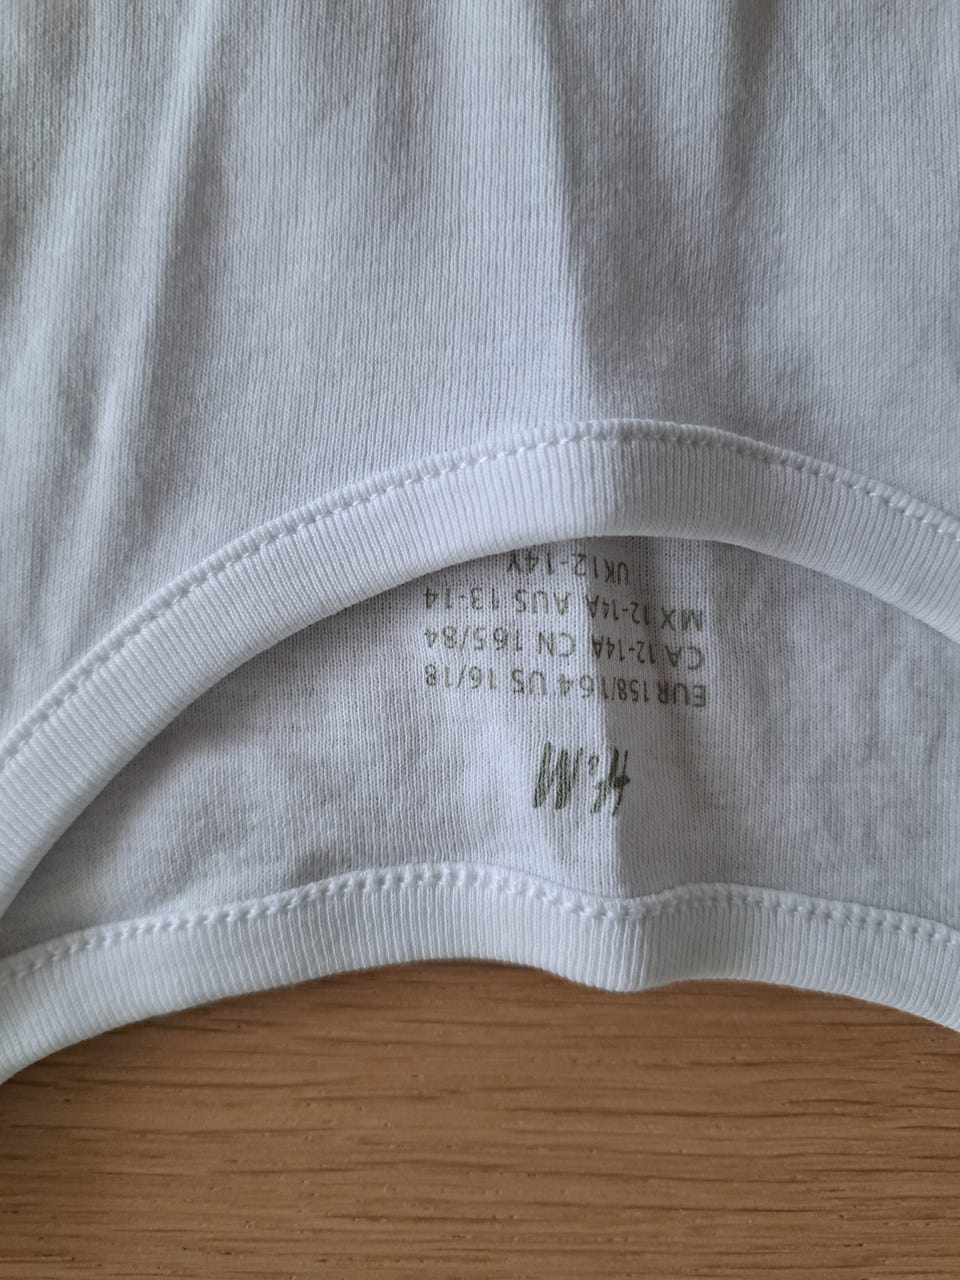 H&M
EUR 158/164 US 16/18
CA 12-14A CN 165/84
MX 12-14A AUS 13-14
UK12-14Y